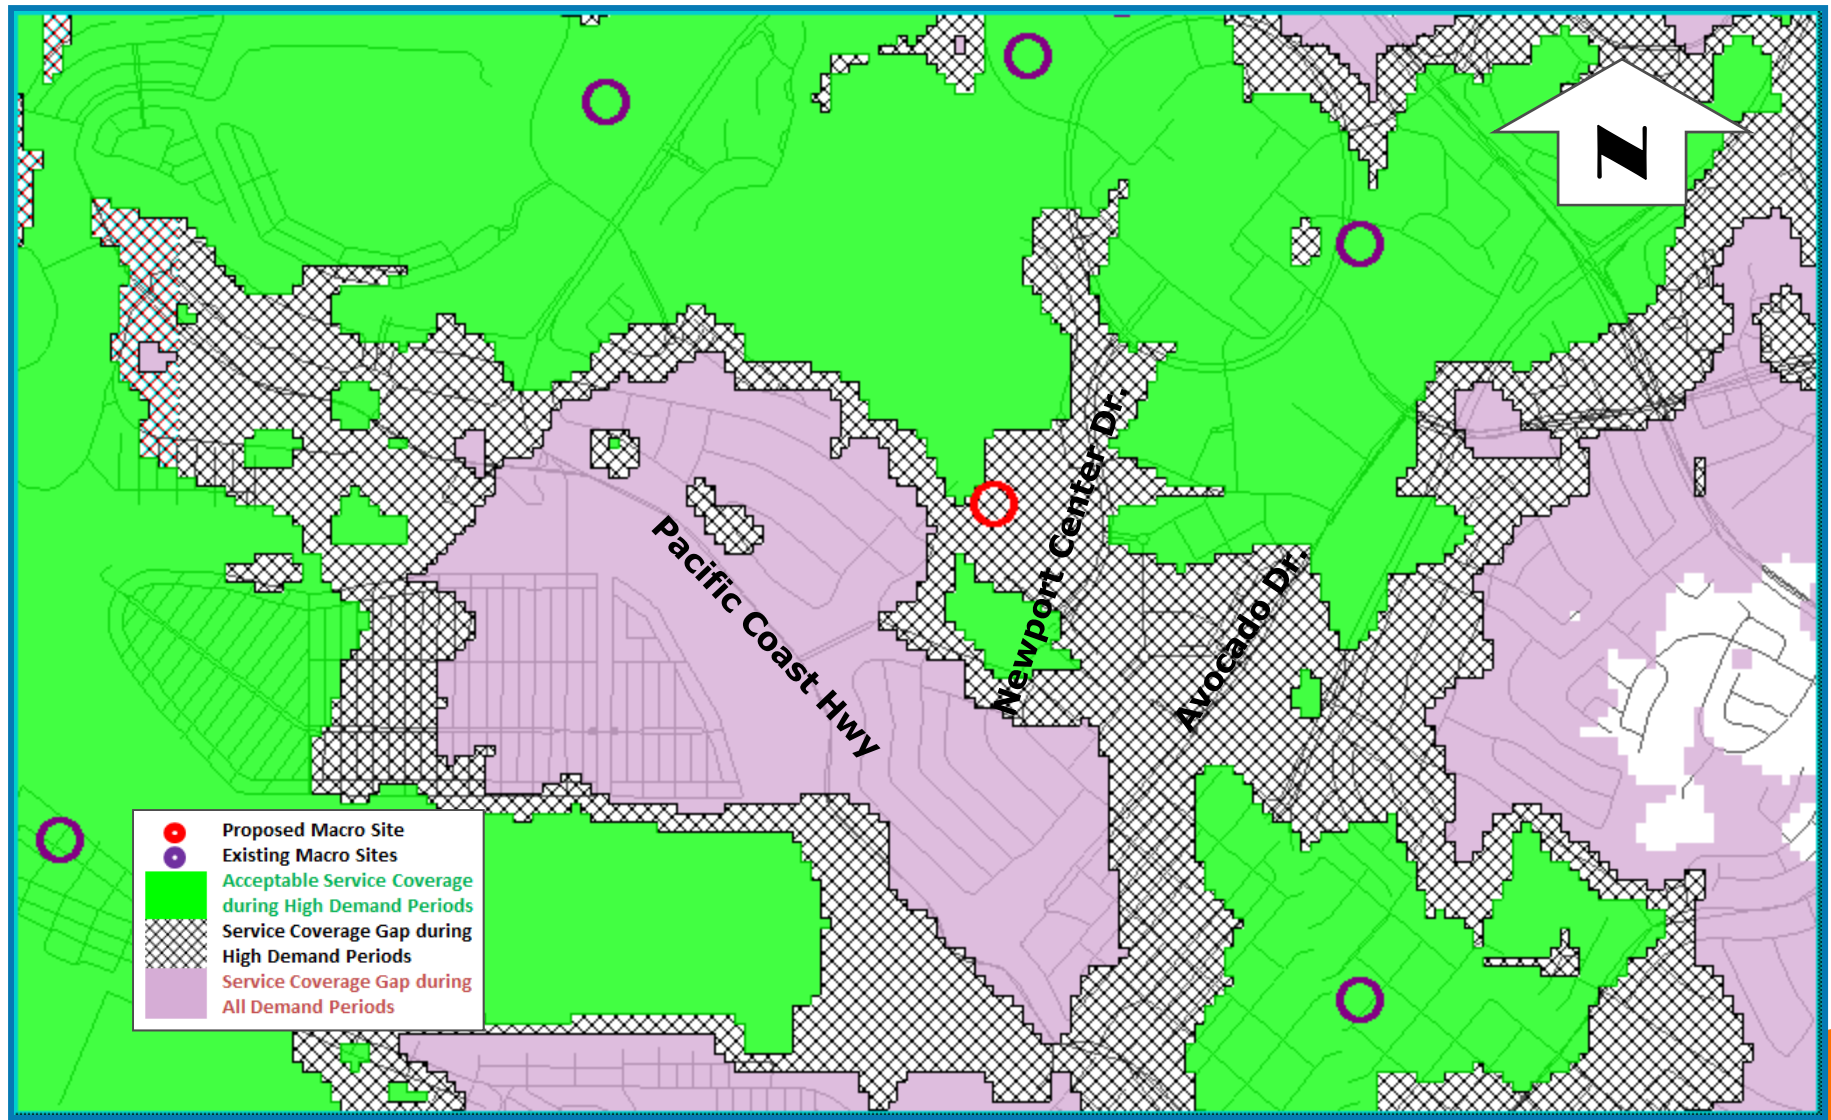 N
Newport Center Dr.
Pacific Coast Hwy
Avocado Dr.
Proposed Macro Site
Existing Macro Sites
Acceptable Service Coverage
during High Demand Periods
Service Coverage Gap during
High Demand Periods
Service Coverage Gap during
All Demand Periods